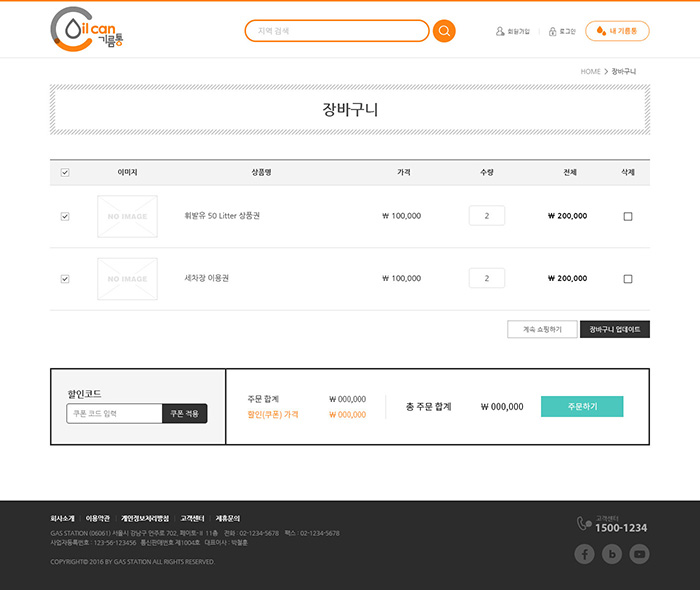 Oil can
기름통
지역 검색
회원가입
로그인
내 기름통
HOME > 장바구니
장바구니
이미지 상품명 가격 수량 전체 삭제
NO IMAGE 휘발유 50 Litter 상품권 ₩ 100,000 2 ₩ 200,000
NO IMAGE 세차장 이용권 ₩ 100,000 2 ₩ 200,000
계속 쇼핑하기 장바구니 업데이트
할인코드
쿠폰 코드 입력 쿠폰 적용
주문 합계 ₩ 000,000
할인(쿠폰) 가격 ₩ 000,000
총 주문 합계 ₩ 000,000 주문하기
회사소개 이용약관 개인정보처리방침 고객센터 제휴문의
GAS STATION (06061) 서울시 강남구 언주로 702, 페이토-II 11층 전화 : 02-1234-5678 팩스 : 02-1234-5678
사업자등록번호 : 123-56-123456 통신판매번호 제1004호 대표이사 : 박철훈
COPYRIGHT© 2016 BY GAS STATION ALL RIGHTS RESERVED.
고객센터
1500-1234